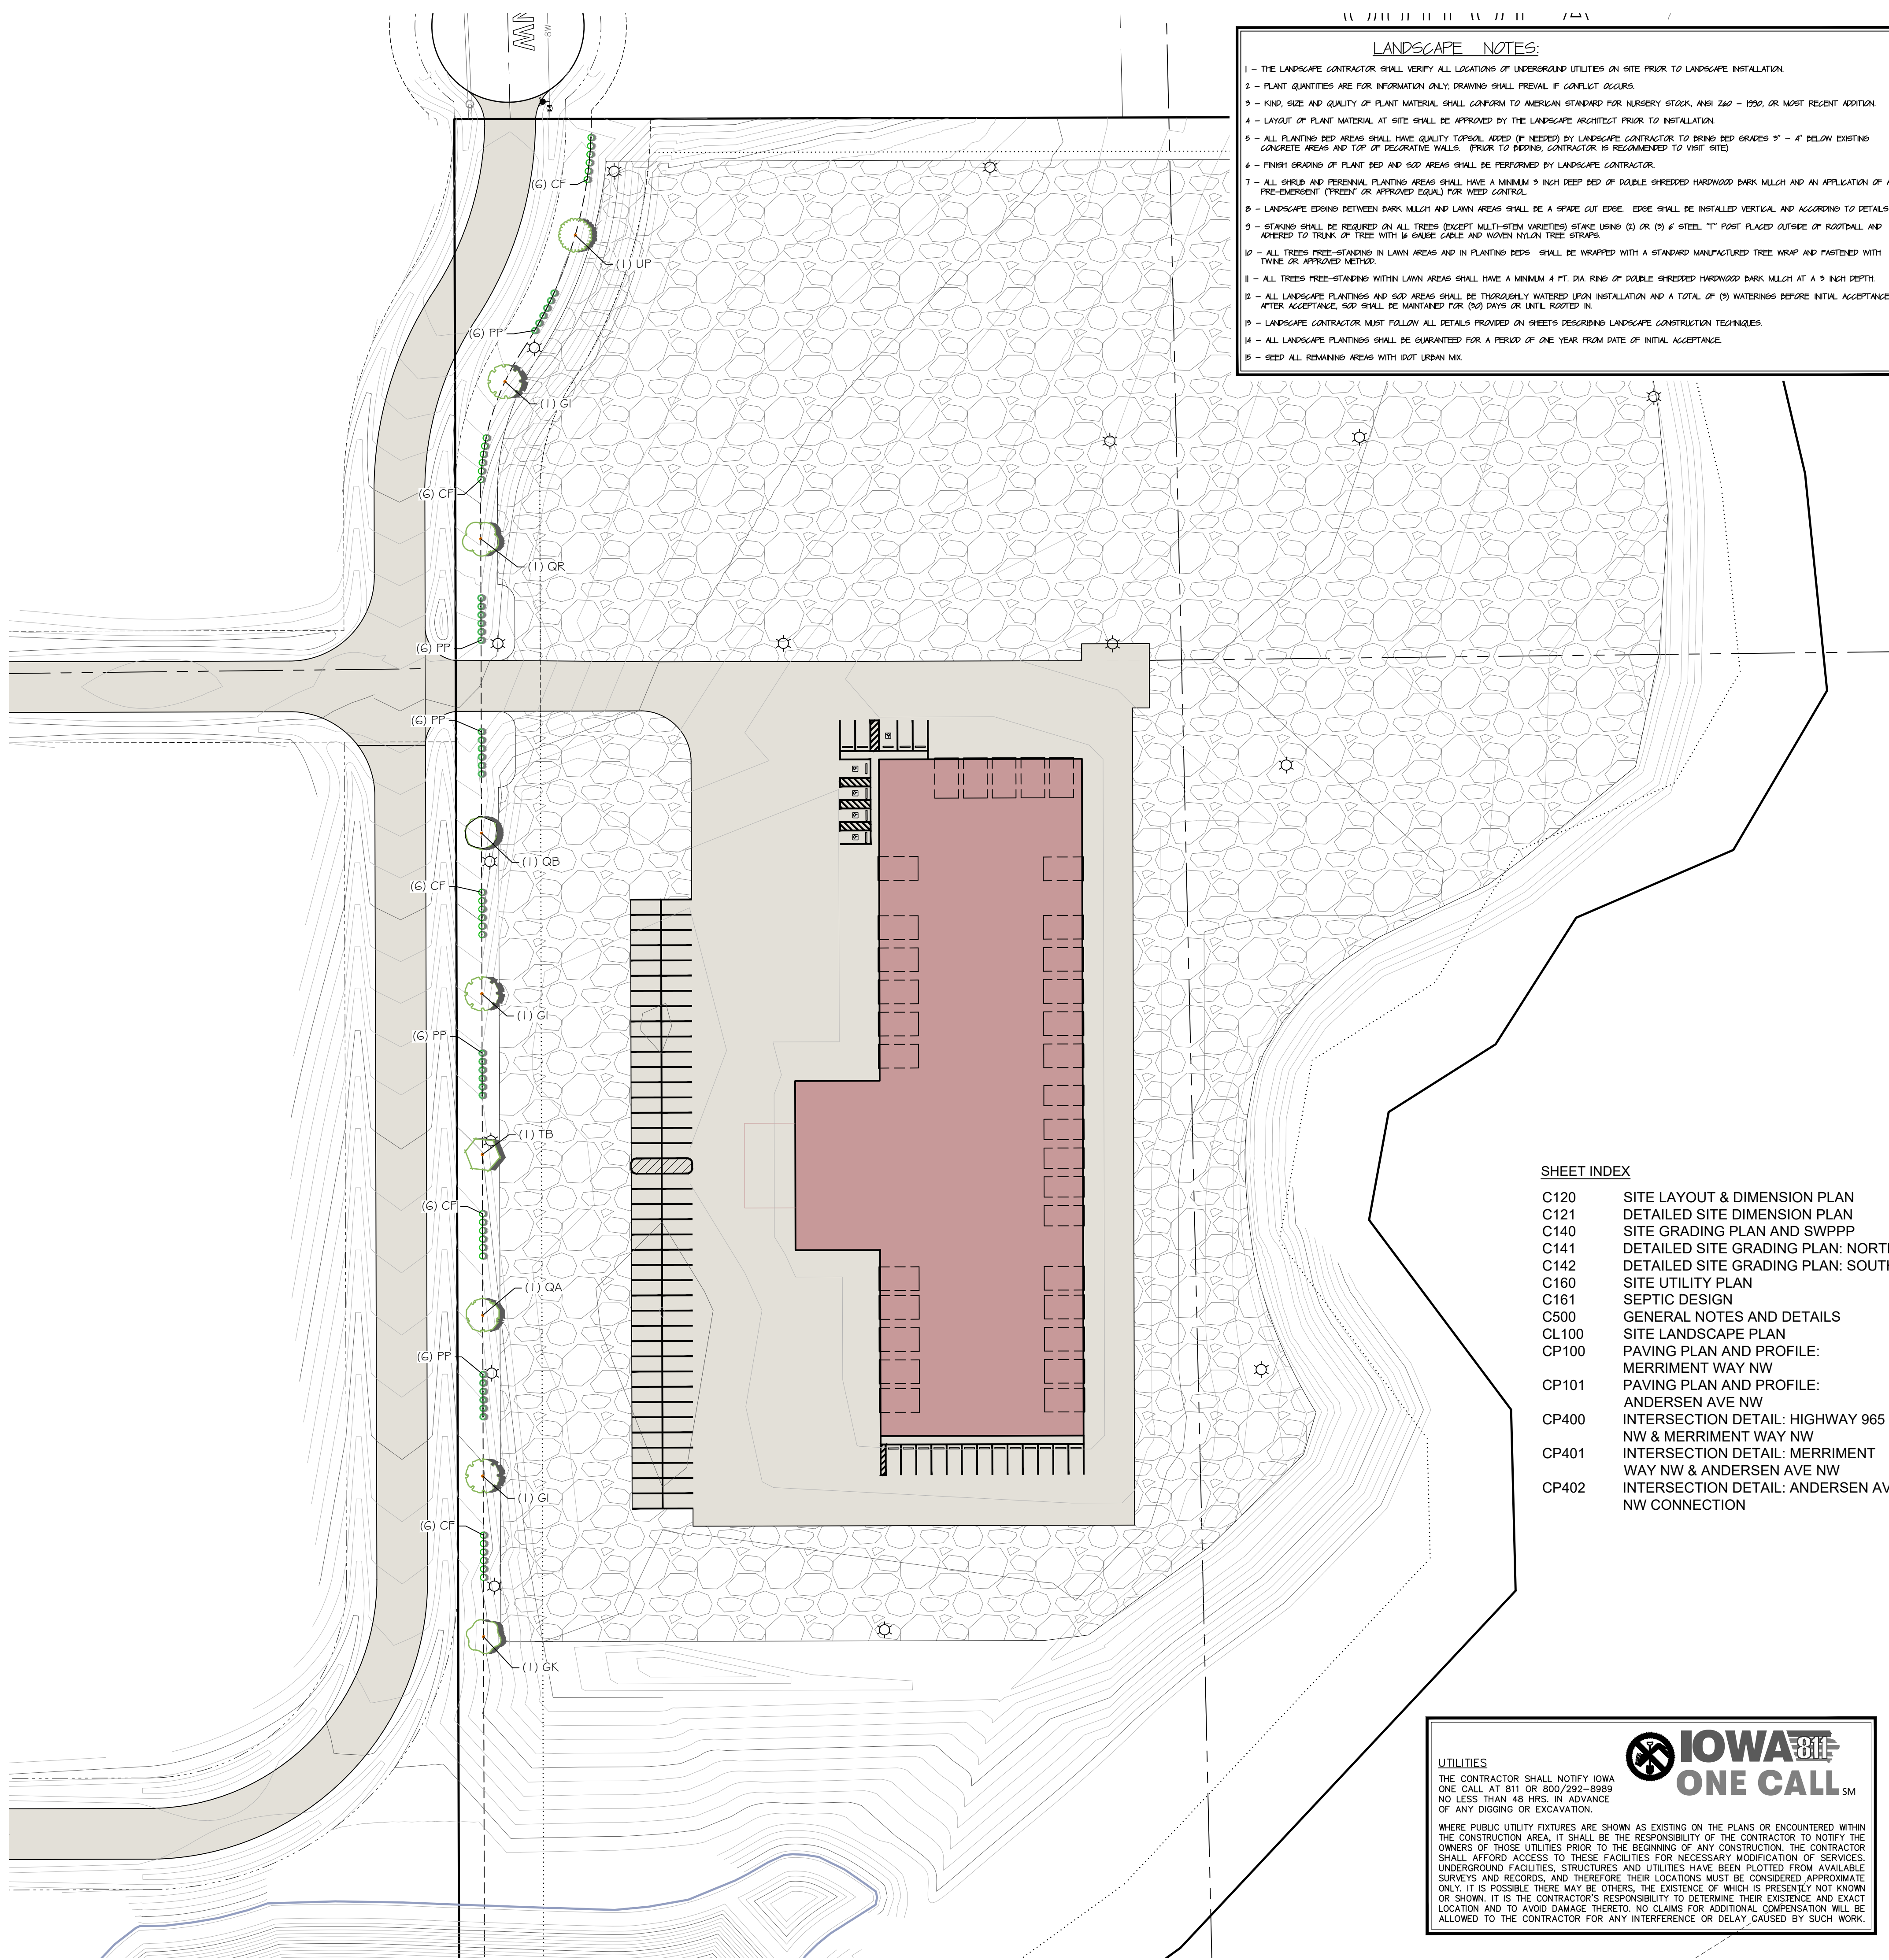 NW
8W
LANDSCAPE NOTES:
1 - THE LANDSCAPE CONTRACTOR SHALL VERIFY ALL LOCATIONS OF UNDERGROUND UTILITIES ON SITE PRIOR TO LANDSCAPE INSTALLATION.
2 - PLANT QUANTITIES ARE FOR INFORMATION ONLY; DRAWING SHALL PREVAIL IF CONFLICT OCCURS.
3 - KIND, SIZE AND QUALITY OF PLANT MATERIAL SHALL CONFORM TO AMERICAN STANDARD FOR NURSERY STOCK, ANSI Z60 - 1990, OR MOST RECENT ADDITION.
4 - LAYOUT OF PLANT MATERIAL AT SITE SHALL BE APPROVED BY THE LANDSCAPE ARCHITECT PRIOR TO INSTALLATION.
5 - ALL PLANTING BED AREAS SHALL HAVE QUALITY TOPSOIL ADDED (IF NEEDED) BY LANDSCAPE CONTRACTOR TO BRING BED GRADES 3" - 4" BELOW EXISTING
CONCRETE AREAS AND TOP OF DECORATIVE WALLS. (PRIOR TO BIDDING, CONTRACTOR IS RECOMMENDED TO VISIT SITE)
6 - FINISH GRADING OF PLANT BED AND SOD AREAS SHALL BE PERFORMED BY LANDSCAPE CONTRACTOR.
7 - ALL SHRUB AND PERENNIAL PLANTING AREAS SHALL HAVE A MINIMUM 3 INCH DEEP BED OF DOUBLE SHREDDED HARDWOOD BARK MULCH AND AN APPLICATION OF A
PRE-EMERGENT ("PREEN" OR APPROVED EQUAL) FOR WEED CONTROL.
8 - LANDSCAPE EDGING BETWEEN BARK MULCH AND LAWN AREAS SHALL BE A SPADE CUT EDGE. EDGE SHALL BE INSTALLED VERTICAL AND ACCORDING TO DETAILS
9 - STAKING SHALL BE REQUIRED ON ALL TREES (EXCEPT MULTI-STEM VARIETIES) STAKE USING (2) OR (3) 6' STEEL "T" POST PLACED OUTSIDE OF ROOTBALL AND
ADHERED TO TRUNK OF TREE WITH 16 GAUGE CABLE AND WOVEN NYLON TREE STRAPS.
10 - ALL TREES FREE-STANDING IN LAWN AREAS AND IN PLANTING BEDS SHALL BE WRAPPED WITH A STANDARD MANUFACTURED TREE WRAP AND FASTENED WITH
TWINE OR APPROVED METHOD.
11 - ALL TREES FREE-STANDING WITHIN LAWN AREAS SHALL HAVE A MINIMUM 4 FT. DIA. RING OF DOUBLE SHREDDED HARDWOOD BARK MULCH AT A 3 INCH DEPTH.
12 - ALL LANDSCAPE PLANTINGS AND SOD AREAS SHALL BE THOROUGHLY WATERED UPON INSTALLATION AND A TOTAL OF (3) WATERINGS BEFORE INITIAL ACCEPTANCE
AFTER ACCEPTANCE, SOD SHALL BE MAINTAINED FOR (30) DAYS OR UNTIL ROOTED IN.
13 - LANDSCAPE CONTRACTOR MUST FOLLOW ALL DETAILS PROVIDED ON SHEETS DESCRIBING LANDSCAPE CONSTRUCTION TECHNIQUES.
14 - ALL LANDSCAPE PLANTINGS SHALL BE GUARANTEED FOR A PERIOD OF ONE YEAR FROM DATE OF INITIAL ACCEPTANCE.
15 - SEED ALL REMAINING AREAS WITH IDOT URBAN MIX.
(6) CF
(1) UP
(6) PP
(1) GI
(6) CF
(1) QR
(6) PP
(6) PP
(1) QB
(6) CF
(1) GI
(6) PP
(1) TB
(6) CF
(1) QA
(6) PP
(1) GI
(6) CF
(1) GK
SHEET INDEX
C120 SITE LAYOUT & DIMENSION PLAN
C121 DETAILED SITE DIMENSION PLAN
C140 SITE GRADING PLAN AND SWPPP
C141 DETAILED SITE GRADING PLAN: NORTH
C142 DETAILED SITE GRADING PLAN: SOUTH
C160 SITE UTILITY PLAN
C161 SEPTIC DESIGN
C500 GENERAL NOTES AND DETAILS
CL100 SITE LANDSCAPE PLAN
CP100 PAVING PLAN AND PROFILE:
MERRIMENT WAY NW
CP101 PAVING PLAN AND PROFILE:
ANDERSEN AVE NW
CP400 INTERSECTION DETAIL: HIGHWAY 965
NW & MERRIMENT WAY NW
CP401 INTERSECTION DETAIL: MERRIMENT
WAY NW & ANDERSEN AVE NW
CP402 INTERSECTION DETAIL: ANDERSEN AV
NW CONNECTION
IOWA 811
ONE CALL SM
UTILITIES
THE CONTRACTOR SHALL NOTIFY IOWA
ONE CALL AT 811 OR 800/292-8989
NO LESS THAN 48 HRS. IN ADVANCE
OF ANY DIGGING OR EXCAVATION.
WHERE PUBLIC UTILITY FIXTURES ARE SHOWN AS EXISTING ON THE PLANS OR ENCOUNTERED WITHIN
THE CONSTRUCTION AREA, IT SHALL BE THE RESPONSIBILITY OF THE CONTRACTOR TO NOTIFY THE
OWNERS OF THOSE UTILITIES PRIOR TO THE BEGINNING OF ANY CONSTRUCTION. THE CONTRACTOR
SHALL AFFORD ACCESS TO THESE FACILITIES FOR NECESSARY MODIFICATION OF SERVICES.
UNDERGROUND FACILITIES, STRUCTURES AND UTILITIES HAVE BEEN PLOTTED FROM AVAILABLE
SURVEYS AND RECORDS, AND THEREFORE THEIR LOCATIONS MUST BE CONSIDERED APPROXIMATE
ONLY. IT IS POSSIBLE THERE MAY BE OTHERS, THE EXISTENCE OF WHICH IS PRESENTLY NOT KNOWN
OR SHOWN. IT IS THE CONTRACTOR'S RESPONSIBILITY TO DETERMINE THEIR EXISTENCE AND EXACT
LOCATION AND TO AVOID DAMAGE THERETO. NO CLAIMS FOR ADDITIONAL COMPENSATION WILL BE
ALLOWED TO THE CONTRACTOR FOR ANY INTERFERENCE OR DELAY CAUSED BY SUCH WORK.